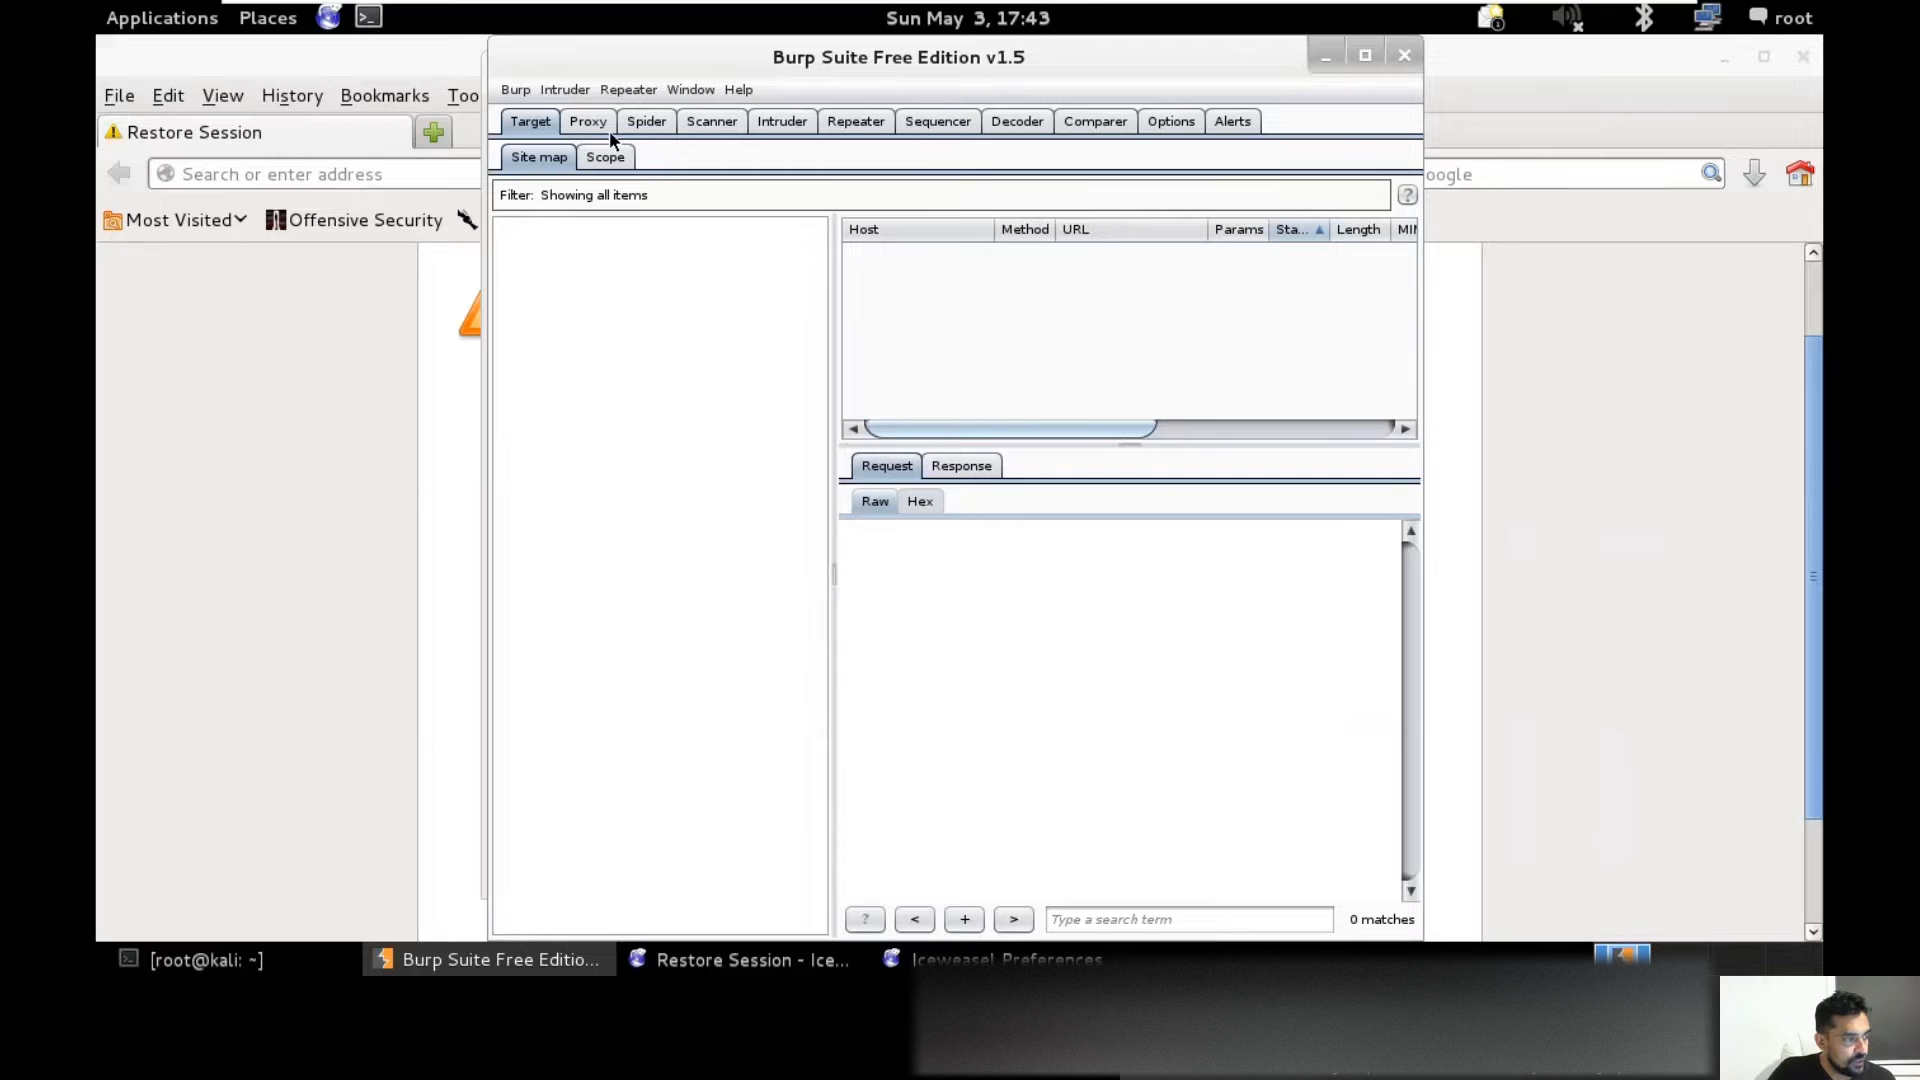 Applications Places Sun May 3, 17:43 root
Burp Suite Free Edition v1.5
Burp Intruder Repeater Window Help
File Edit View History Bookmarks Too
Target Proxy Spider Scanner Intruder Repeater Sequencer Decoder Comparer Options Alerts
Restore Session
Site map Scope
Search or enter address
oogle
Filter: Showing all items
?
Most Visited Offensive Security
Host Method URL Params Sta... Length MI
Request Response
Raw Hex
? < + > Type a search term 0 matches
[root@kali: ~] Burp Suite Free Editio... Restore Session - Ice... Iceweasel Preferences